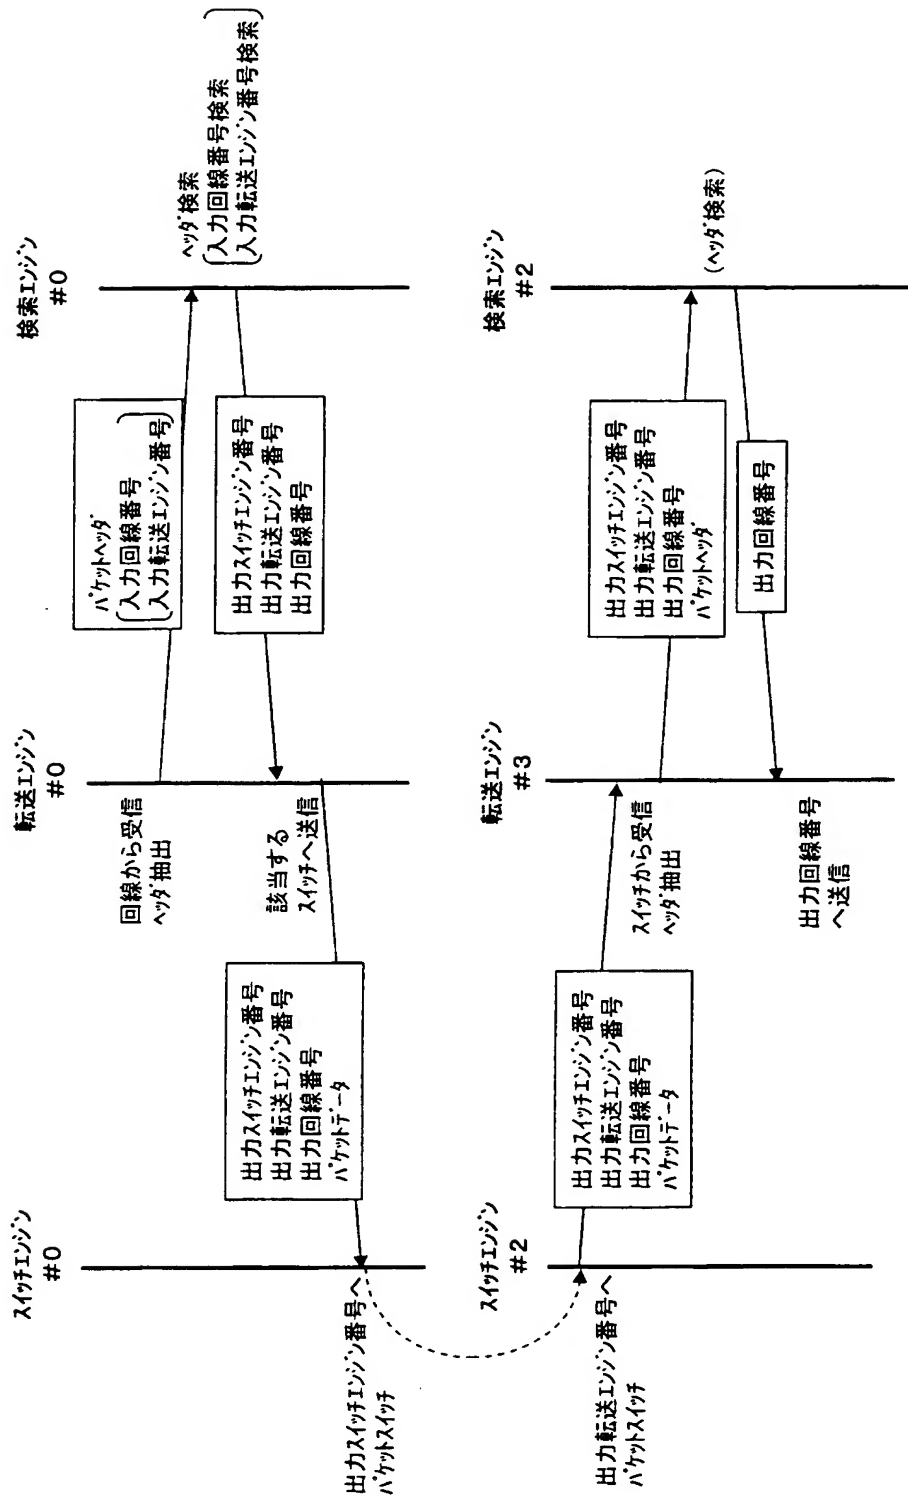 スイッチエンジン
#0
転送エンジン
#0
検索エンジン
#0
回線から受信
ヘッダ抽出
パケットヘッダ
入力回線番号
入力転送エンジン番号
ヘッダ検索
入力回線番号検索
入力転送エンジン番号検索
出力スイッチエンジン番号
出力転送エンジン番号
出力回線番号
該当する
スイッチへ送信
出力スイッチエンジン番号
出力転送エンジン番号
出力回線番号
パケットデータ
出力スイッチエンジン番号へ
パケットスイッチ
スイッチエンジン
#2
転送エンジン
#3
検索エンジン
#2
出力転送エンジン番号へ
パケットスイッチ
出力スイッチエンジン番号
出力転送エンジン番号
出力回線番号
パケットデータ
スイッチから受信
ヘッダ抽出
出力スイッチエンジン番号
出力転送エンジン番号
出力回線番号
パケットヘッダ
(ヘッダ検索)
出力回線番号
出力回線番号
へ送信